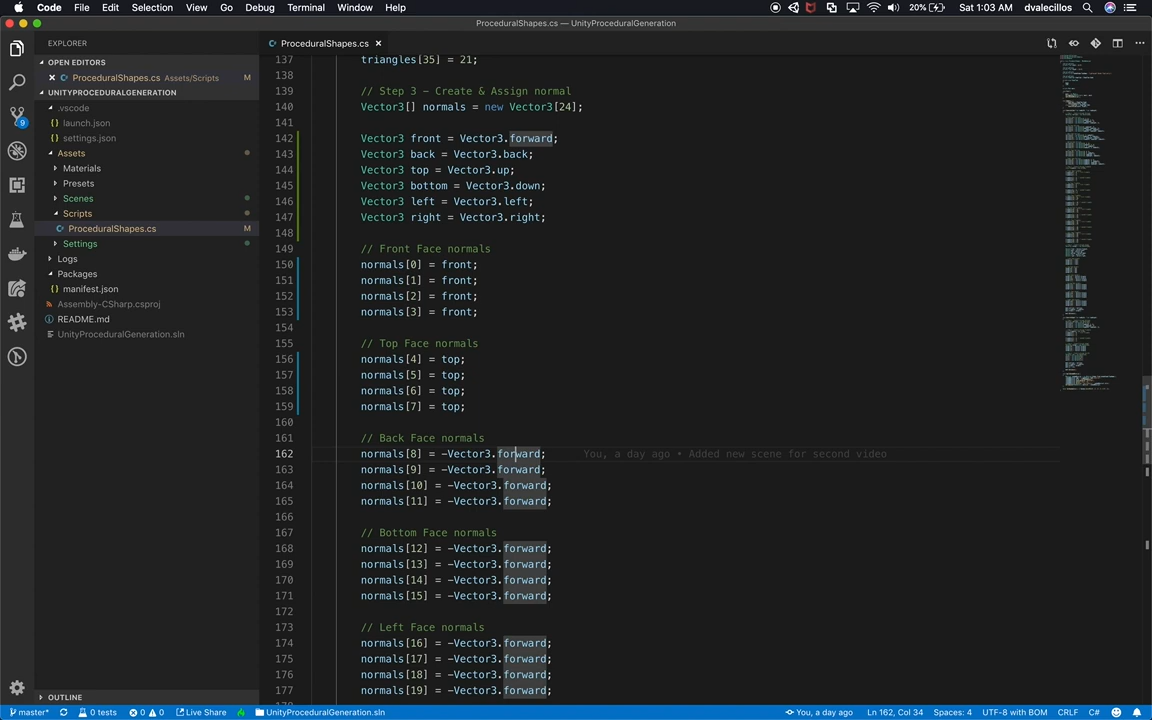 Code File Edit Selection View Go Debug Terminal Window Help 20% Sat 1:03 AM dvalecillos
ProceduralShapes.cs — UnityProceduralGeneration
EXPLORER
OPEN EDITORS
ProceduralShapes.cs Assets/Scripts M
UNITYPROCEDURALGENERATION
.vscode
{} launch.json
{} settings.json
Assets
Materials
Presets
Scenes
Scripts
ProceduralShapes.cs M
Settings
Logs
Packages
{} manifest.json
Assembly-CSharp.csproj
README.md
UnityProceduralGeneration.sln
OUTLINE
9
ProceduralShapes.cs
137 triangles[35] = 21;
138
139 // Step 3 – Create & Assign normal
140 Vector3[] normals = new Vector3[24];
141
142 Vector3 front = Vector3.forward;
143 Vector3 back = Vector3.back;
144 Vector3 top = Vector3.up;
145 Vector3 bottom = Vector3.down;
146 Vector3 left = Vector3.left;
147 Vector3 right = Vector3.right;
148
149 // Front Face normals
150 normals[0] = front;
151 normals[1] = front;
152 normals[2] = front;
153 normals[3] = front;
154
155 // Top Face normals
156 normals[4] = top;
157 normals[5] = top;
158 normals[6] = top;
159 normals[7] = top;
160
161 // Back Face normals
162 normals[8] = -Vector3.forward; You, a day ago • Added new scene for second video
163 normals[9] = -Vector3.forward;
164 normals[10] = -Vector3.forward;
165 normals[11] = -Vector3.forward;
166
167 // Bottom Face normals
168 normals[12] = -Vector3.forward;
169 normals[13] = -Vector3.forward;
170 normals[14] = -Vector3.forward;
171 normals[15] = -Vector3.forward;
172
173 // Left Face normals
174 normals[16] = -Vector3.forward;
175 normals[17] = -Vector3.forward;
176 normals[18] = -Vector3.forward;
177 normals[19] = -Vector3.forward;
master* 0 tests 0 0 Live Share UnityProceduralGeneration.sln You, a day ago Ln 162, Col 34 Spaces: 4 UTF-8 with BOM CRLF C#